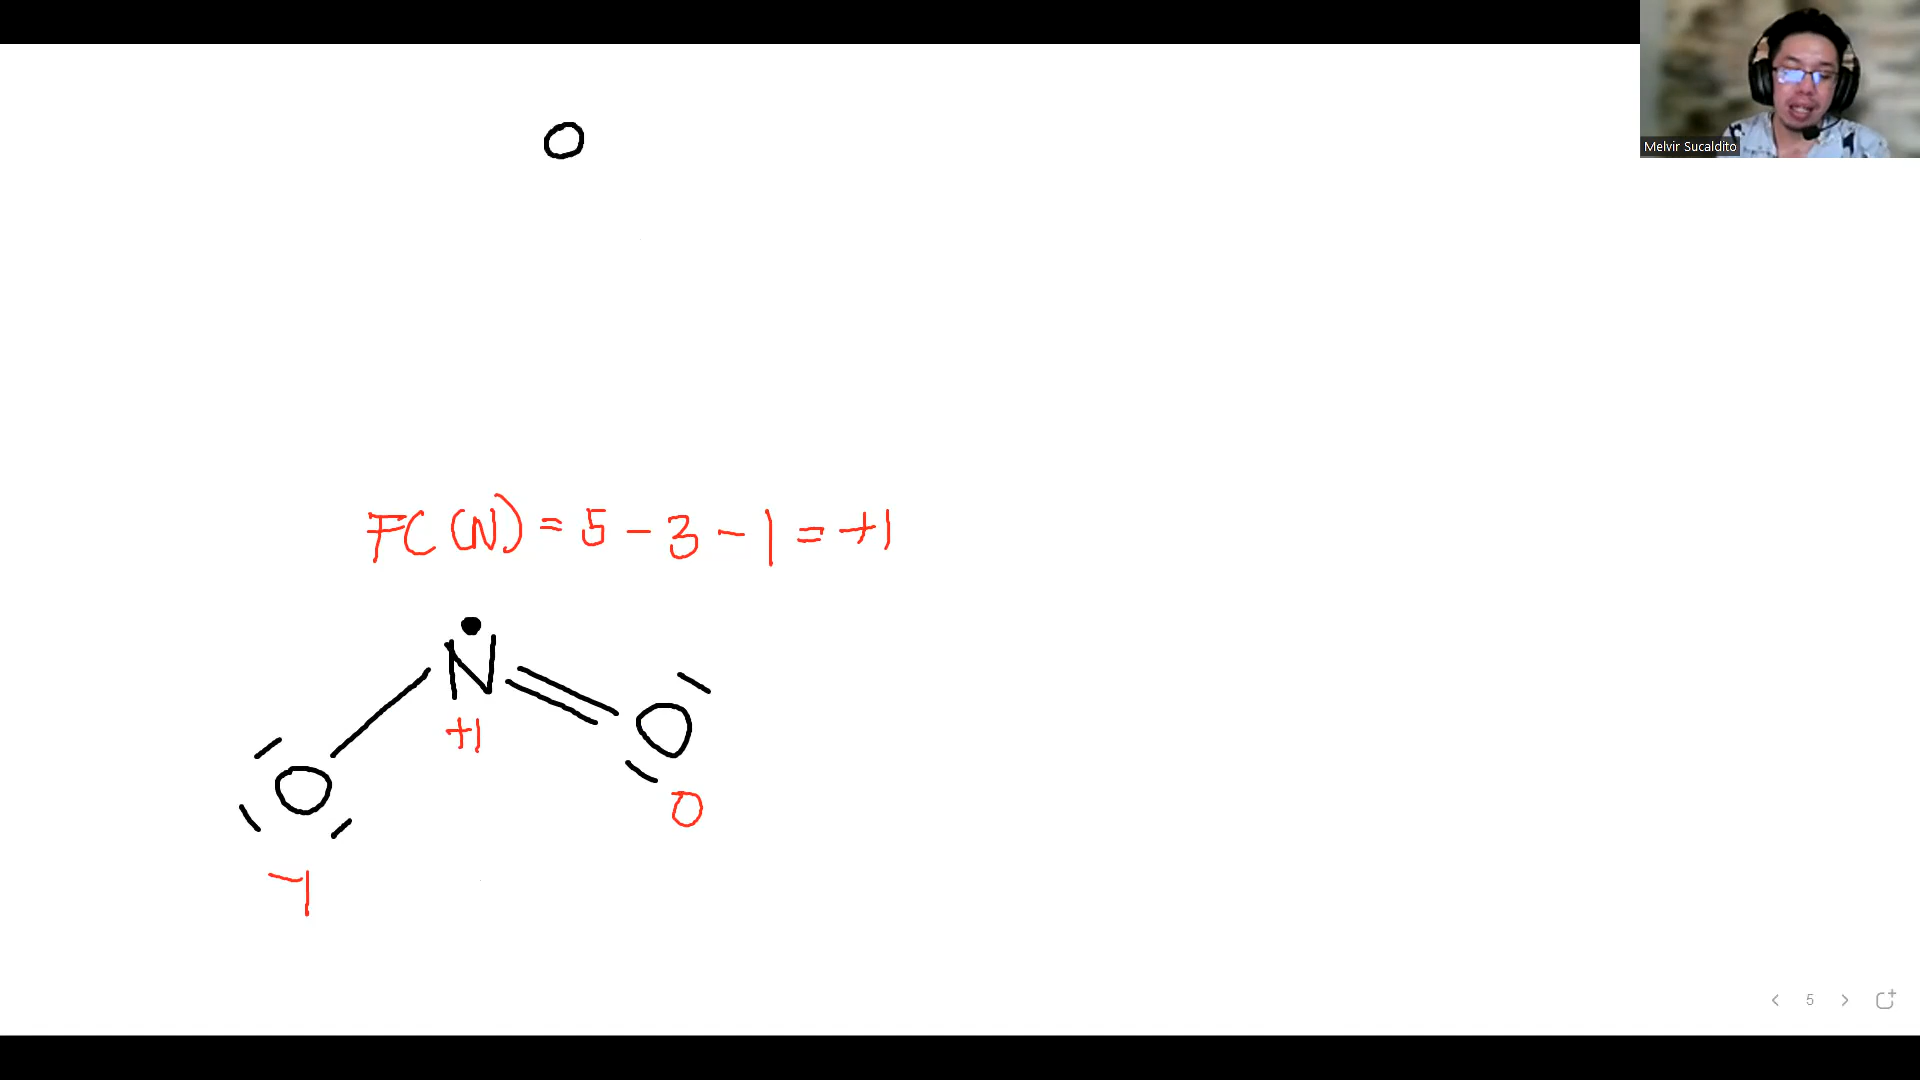 Melvir Sucaldito
O
FC (N) = 5 - 3 - 1 = +1
N
+1
O
O
0
-1
5